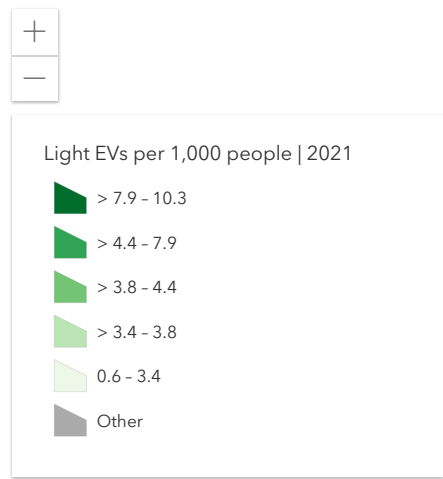 +
–
Light EVs per 1,000 people | 2021
> 7.9 – 10.3
> 4.4 – 7.9
> 3.8 – 4.4
> 3.4 – 3.8
0.6 – 3.4
Other